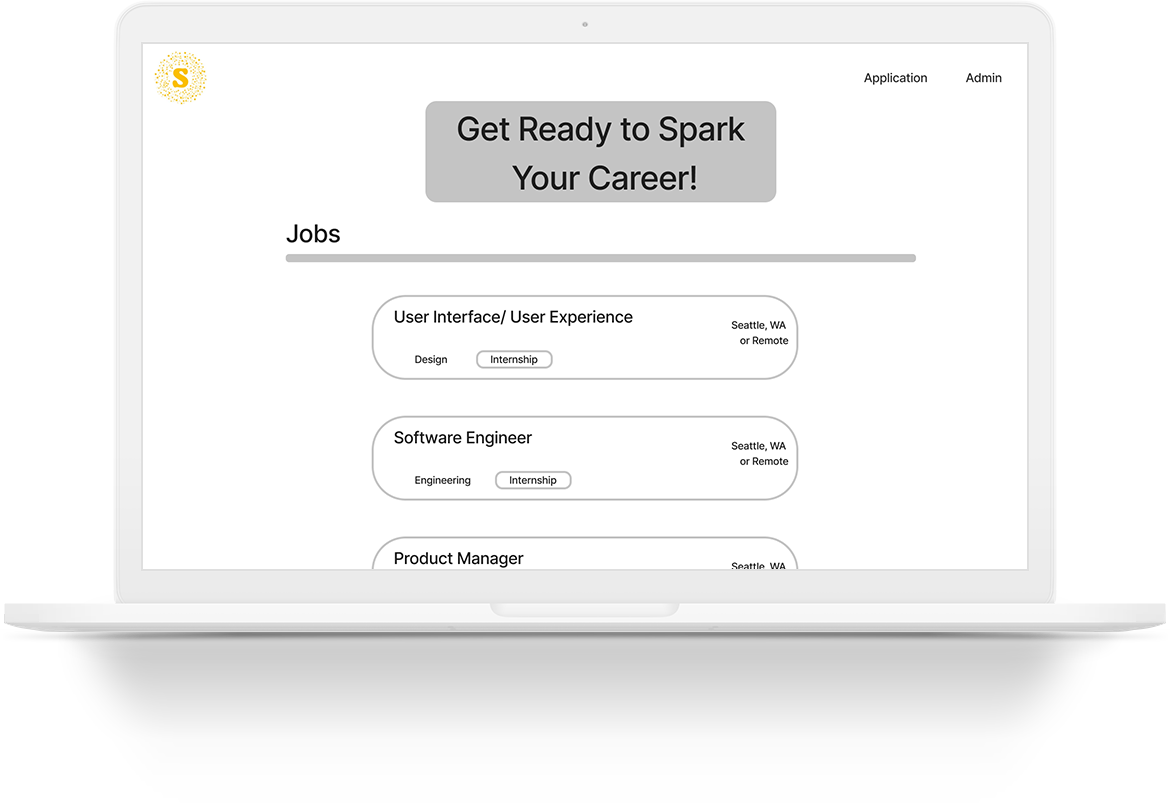 S
Application Admin
Get Ready to Spark
Your Career!
Jobs
User Interface/ User Experience
Seattle, WA
or Remote
Design Internship
Software Engineer
Seattle, WA
or Remote
Engineering Internship
Product Manager
Seattle, WA